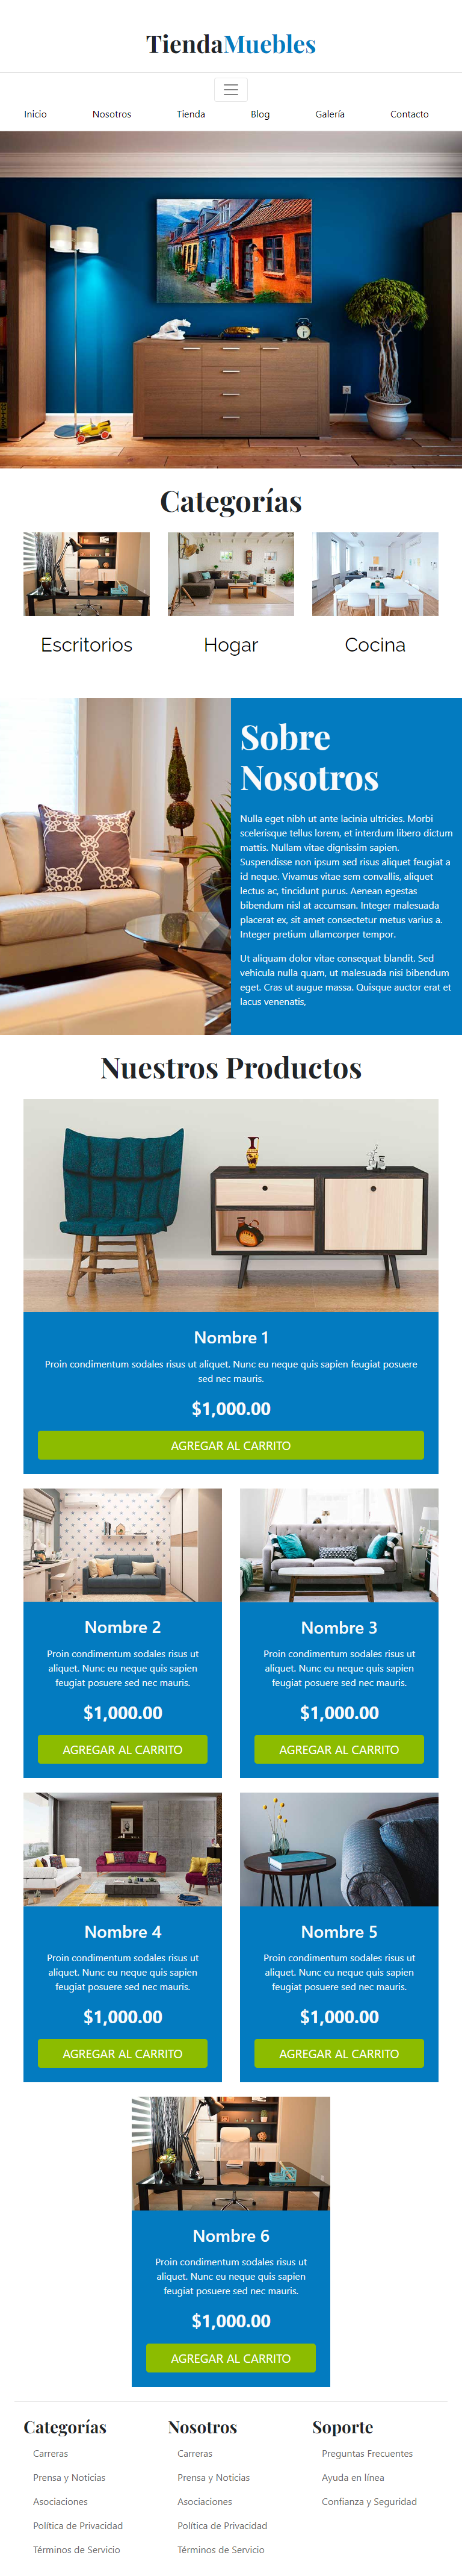 TiendaMuebles
Inicio Nosotros Tienda Blog Galería Contacto
Categorías
Escritorios Hogar Cocina
Sobre
Nosotros
Nulla eget nibh ut ante lacinia ultricies. Morbi
scelerisque tellus lorem, et interdum libero dictum
mattis. Nullam vitae dignissim sapien.
Suspendisse non ipsum sed risus aliquet feugiat a
id neque. Vivamus vitae sem convallis, aliquet
lectus ac, tincidunt purus. Aenean egestas
bibendum nisl at accumsan. Integer malesuada
placerat ex, sit amet consectetur metus varius a.
Integer pretium ullamcorper tempor.
Ut aliquam dolor vitae consequat blandit. Sed
vehicula nulla quam, ut malesuada nisi bibendum
eget. Cras ut augue massa. Quisque auctor erat et
lacus venenatis,
Nuestros Productos
Nombre 1
Proin condimentum sodales risus ut aliquet. Nunc eu neque quis sapien feugiat posuere
sed nec mauris.
$1,000.00
AGREGAR AL CARRITO
Nombre 2
Proin condimentum sodales risus ut
aliquet. Nunc eu neque quis sapien
feugiat posuere sed nec mauris.
$1,000.00
AGREGAR AL CARRITO
Nombre 3
Proin condimentum sodales risus ut
aliquet. Nunc eu neque quis sapien
feugiat posuere sed nec mauris.
$1,000.00
AGREGAR AL CARRITO
Nombre 4
Proin condimentum sodales risus ut
aliquet. Nunc eu neque quis sapien
feugiat posuere sed nec mauris.
$1,000.00
AGREGAR AL CARRITO
Nombre 5
Proin condimentum sodales risus ut
aliquet. Nunc eu neque quis sapien
feugiat posuere sed nec mauris.
$1,000.00
AGREGAR AL CARRITO
Nombre 6
Proin condimentum sodales risus ut
aliquet. Nunc eu neque quis sapien
feugiat posuere sed nec mauris.
$1,000.00
AGREGAR AL CARRITO
Categorías
Carreras
Prensa y Noticias
Asociaciones
Política de Privacidad
Términos de Servicio
Nosotros
Carreras
Prensa y Noticias
Asociaciones
Política de Privacidad
Términos de Servicio
Soporte
Preguntas Frecuentes
Ayuda en línea
Confianza y Seguridad